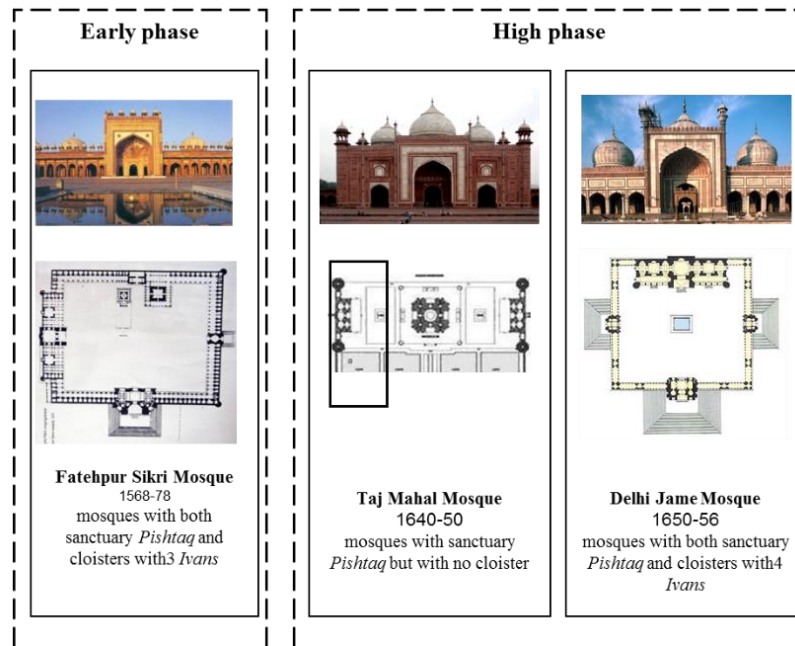 Early phase
High phase
Fatehpur Sikri Mosque
1568-78
mosques with both
sanctuary Pishtaq and
cloisters with3 Ivans
Taj Mahal Mosque
1640-50
mosques with sanctuary
Pishtaq but with no cloister
Delhi Jame Mosque
1650-56
mosques with both sanctuary
Pishtaq and cloisters with4
Ivans